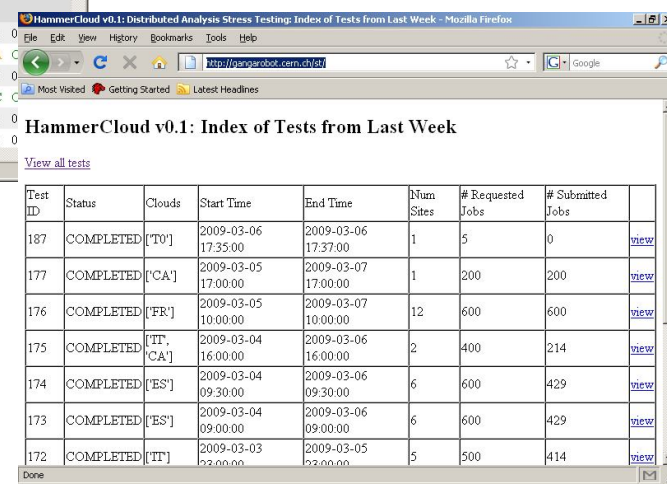 HammerCloud v0.1: Distributed Analysis Stress Testing: Index of Tests from Last Week - Mozilla Firefox
File Edit View History Bookmarks Tools Help
http://gangarobot.cern.ch/st/
Google
Most Visited Getting Started Latest Headlines
HammerCloud v0.1: Index of Tests from Last Week
View all tests
Test ID Status Clouds Start Time End Time Num Sites # Requested Jobs # Submitted Jobs
187 COMPLETED ['T0'] 2009-03-06 17:35:00 2009-03-06 17:37:00 1 5 0 view
177 COMPLETED ['CA'] 2009-03-05 17:00:00 2009-03-07 17:00:00 1 200 200 view
176 COMPLETED ['FR'] 2009-03-05 10:00:00 2009-03-07 10:00:00 12 600 600 view
175 COMPLETED ['IT', 'CA'] 2009-03-04 16:00:00 2009-03-06 16:00:00 2 400 214 view
174 COMPLETED ['ES'] 2009-03-04 09:30:00 2009-03-06 09:30:00 6 600 429 view
173 COMPLETED ['ES'] 2009-03-04 09:00:00 2009-03-06 09:00:00 6 600 429 view
172 COMPLETED ['IT'] 2009-03-03 23:00:00 2009-03-05 23:00:00 5 500 414 view
Done